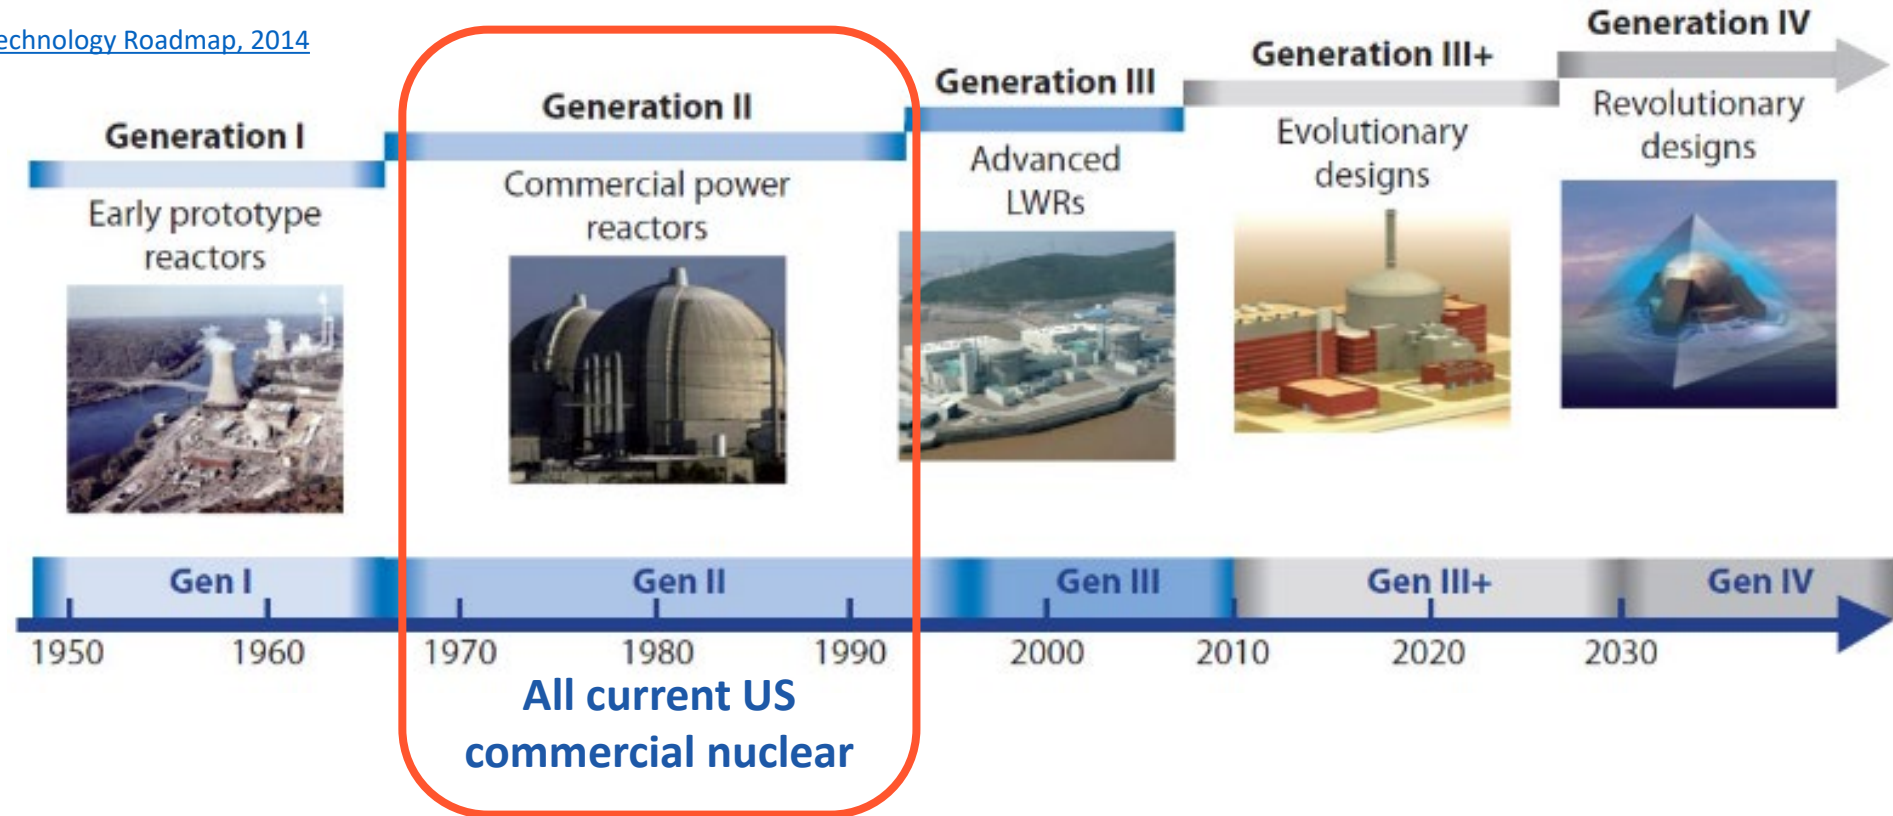 Technology Roadmap, 2014
Generation I
Early prototype
reactors
Generation II
Commercial power
reactors
Generation III
Advanced
LWRs
Generation III+
Evolutionary
designs
Generation IV
Revolutionary
designs
Gen I
Gen II
Gen III
Gen III+
Gen IV
1950
1960
1970
1980
1990
2000
2010
2020
2030
All current US
commercial nuclear